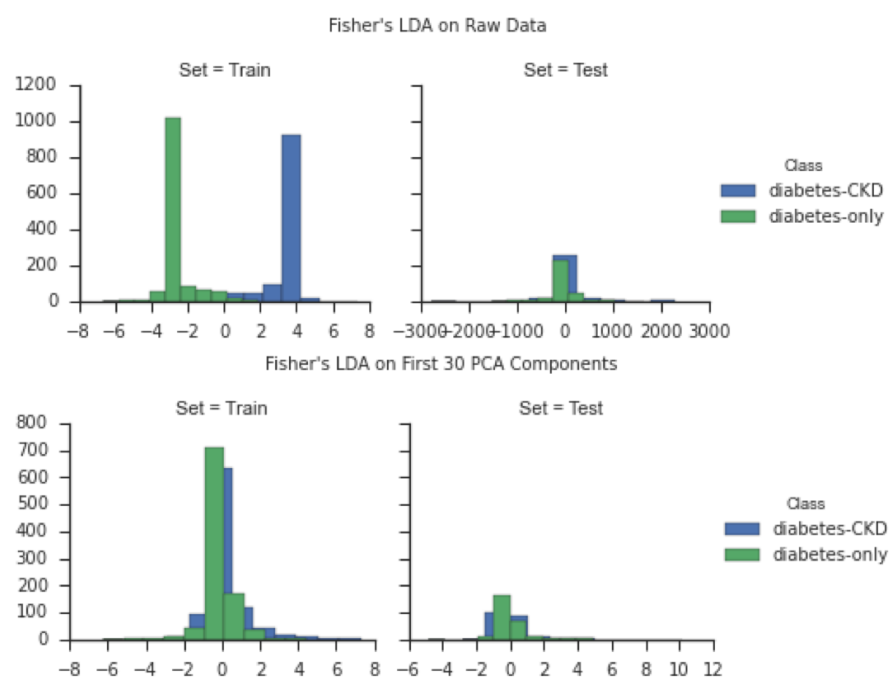 Fisher's LDA on Raw Data
Set = Train
Set = Test
1200
1000
800
600
400
200
0
−8 −6 −4 −2 0 2 4 6 8
−3000 −2000 −1000 0 1000 2000 3000
Class
diabetes-CKD
diabetes-only
Fisher's LDA on First 30 PCA Components
Set = Train
Set = Test
800
700
600
500
400
300
200
100
0
−8 −6 −4 −2 0 2 4 6 8
−6 −4 −2 0 2 4 6 8 10 12
Class
diabetes-CKD
diabetes-only